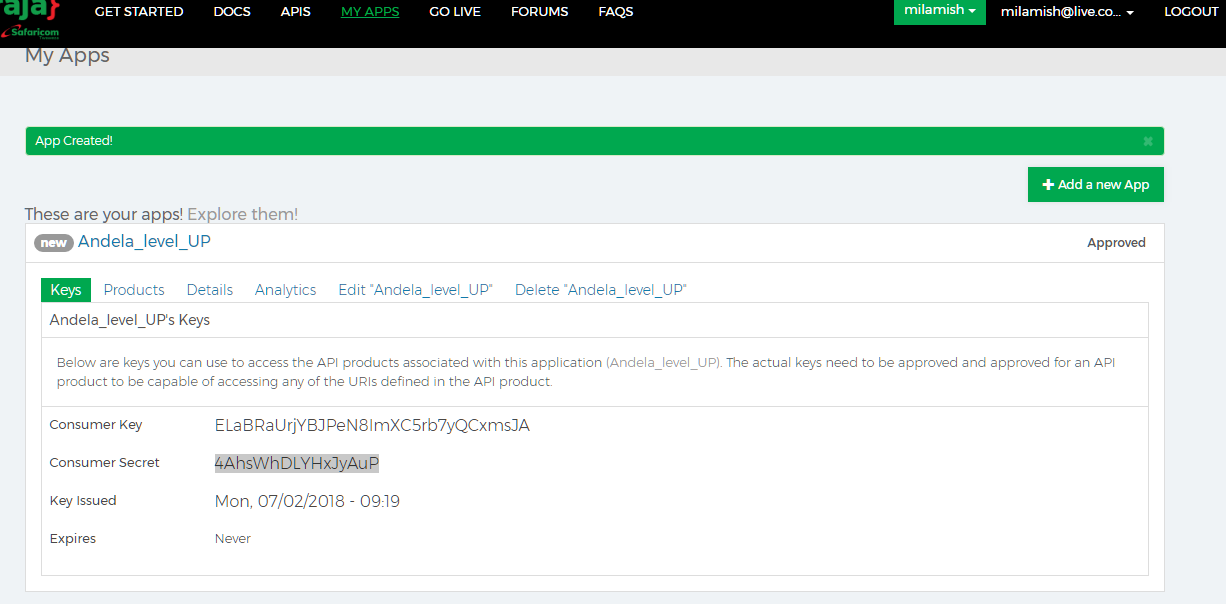 aja}
Safaricom
GET STARTED DOCS APIS MY APPS GO LIVE FORUMS FAQS milamish milamish@live.co... LOGOUT
My Apps
App Created!
Add a new App
These are your apps! Explore them!
new Andela_level_UP Approved
Keys Products Details Analytics Edit "Andela_level_UP" Delete "Andela_level_UP"
Andela_level_UP's Keys
Below are keys you can use to access the API products associated with this application (Andela_level_UP). The actual keys need to be approved and approved for an API
product to be capable of accessing any of the URIs defined in the API product.
Consumer Key ELaBRaUrjYBJPeN8ImXC5rb7yQCxmsJA
Consumer Secret 4AhsWhDLYHxJyAuP
Key Issued Mon, 07/02/2018 - 09:19
Expires Never